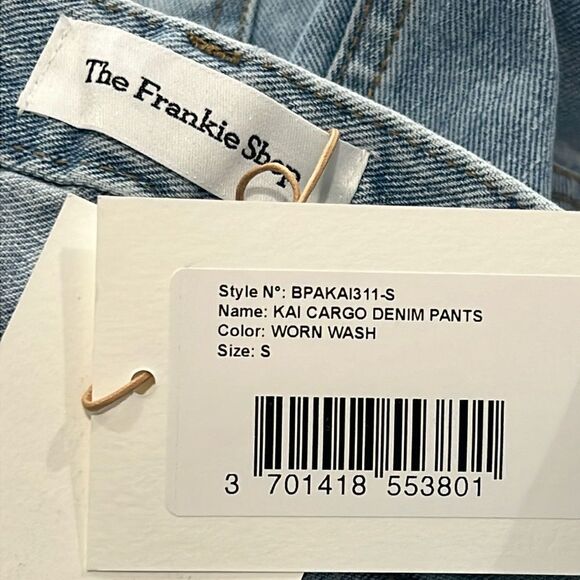 The Frankie Shop
Style N°: BPAKAI311-S
Name: KAI CARGO DENIM PANTS
Color: WORN WASH
Size: S
3 701418 553801